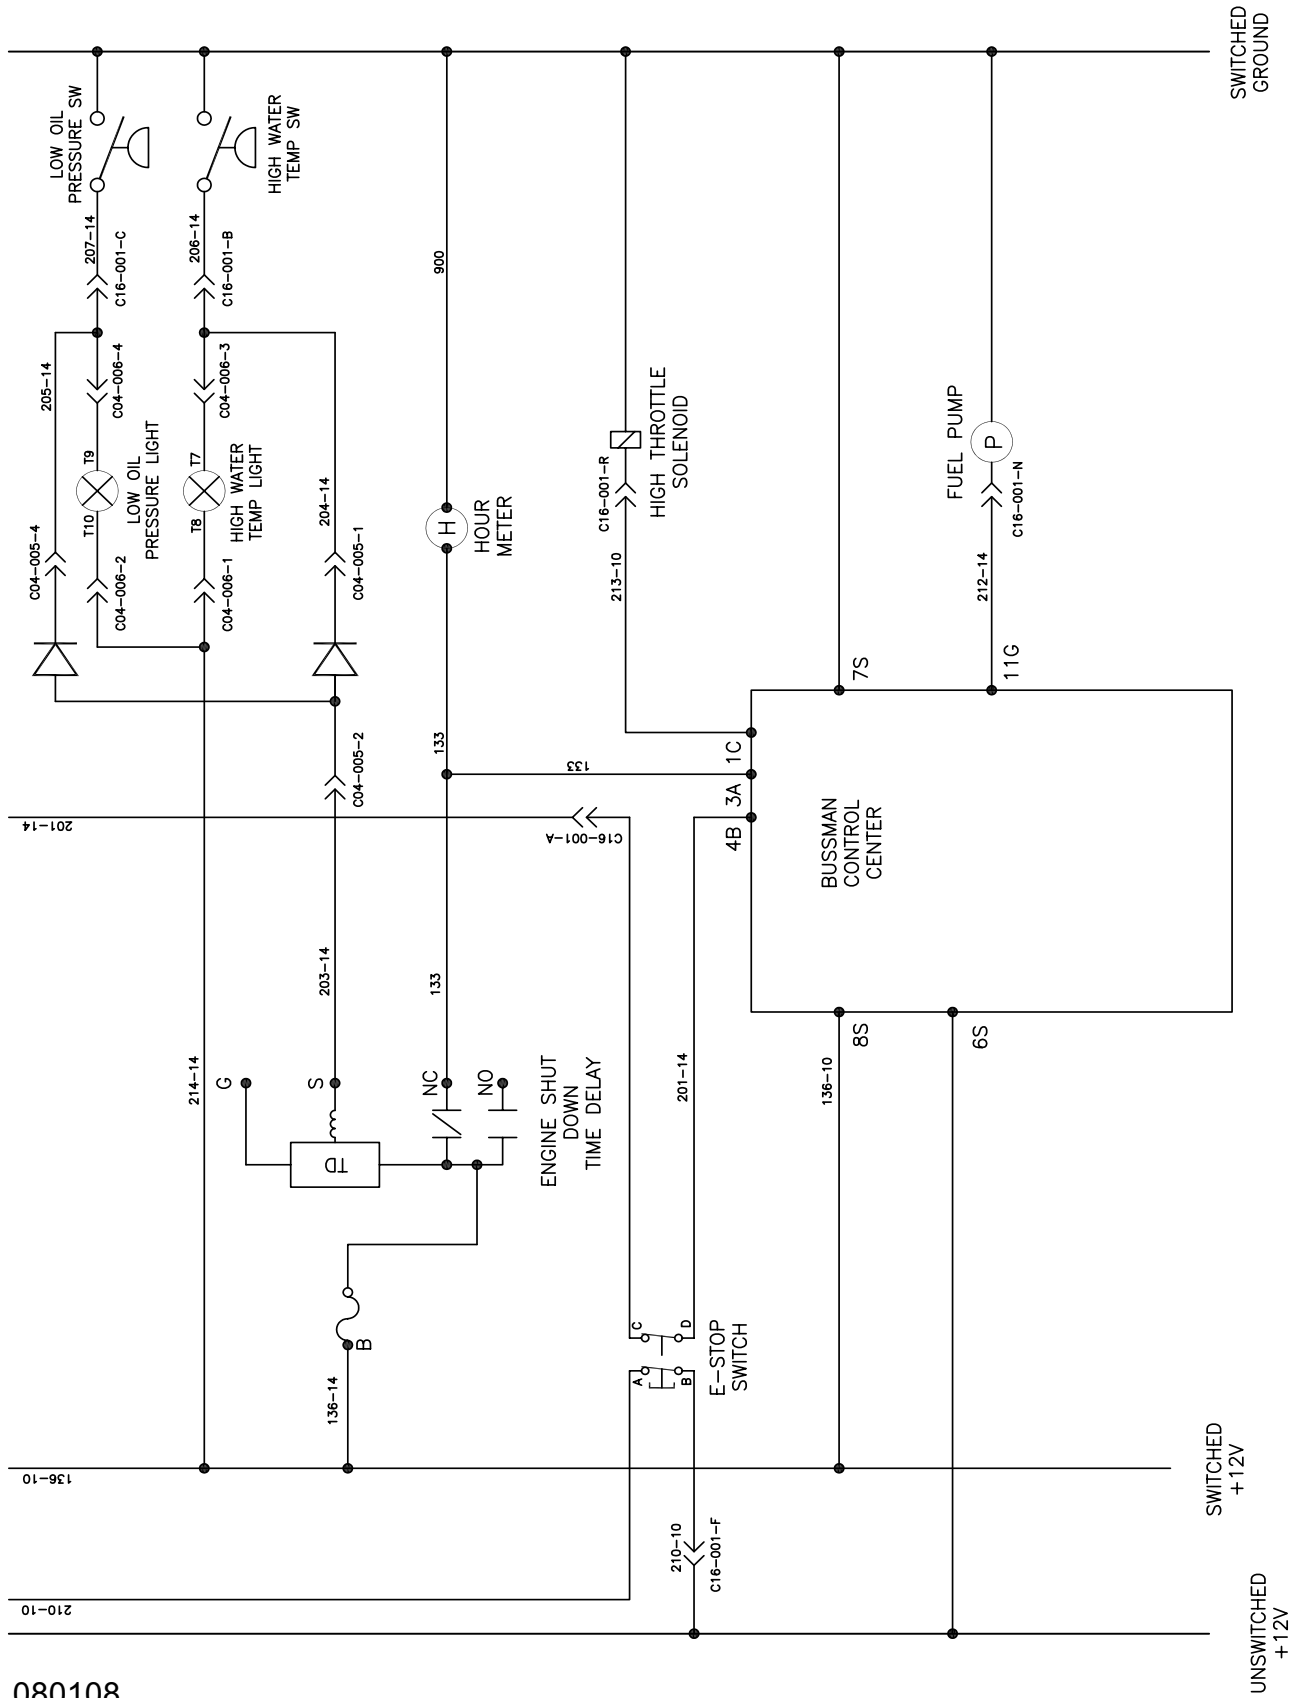 SWITCHED
GROUND
LOW OIL
PRESSURE SW
HIGH WATER
TEMP SW
207-14
C16-001-C
206-14
C16-001-B
900
205-14
C04-006-4
C04-006-3
C04-005-4
T9
T10
LOW OIL
PRESSURE LIGHT
C04-006-2
T7
T8
HIGH WATER
TEMP LIGHT
C04-006-1
204-14
C04-005-1
H
HOUR
METER
C16-001-R
HIGH THROTTLE
SOLENOID
213-10
FUEL PUMP
P
C16-001-N
212-14
7S
11G
133
133
1C
3A
4B
C04-005-2
201-14
C16-001-A
BUSSMAN
CONTROL
CENTER
203-14
133
214-14
G
S
NC
NO
TD
ENGINE SHUT
DOWN
TIME DELAY
201-14
136-10
8S
6S
B
136-14
C
D
A
B
E-STOP
SWITCH
136-10
SWITCHED
+12V
210-10
C16-001-F
210-10
UNSWITCHED
+12V
080108